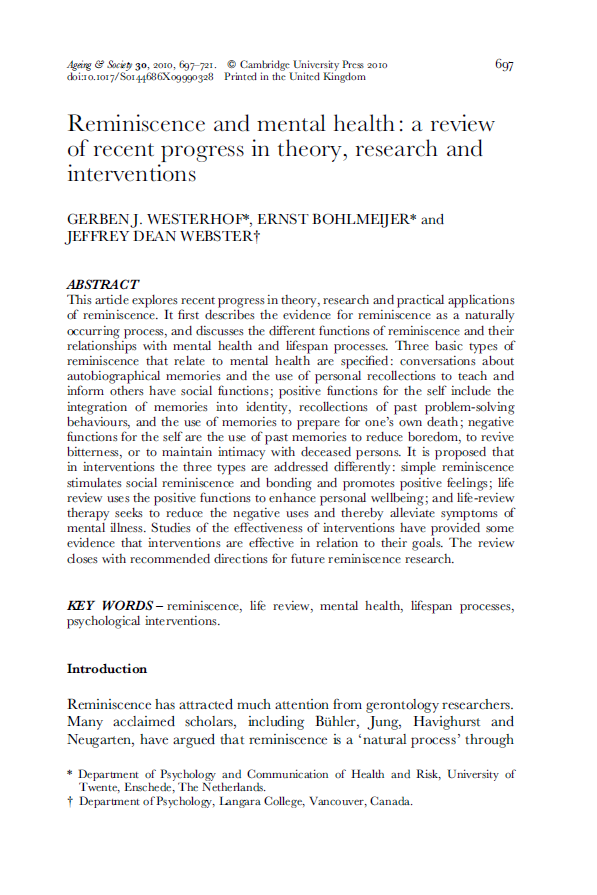 Ageing & Society 30, 2010, 697–721. © Cambridge University Press 2010 697
doi:10.1017/S0144686X09990328 Printed in the United Kingdom
Reminiscence and mental health: a review
of recent progress in theory, research and
interventions
GERBEN J. WESTERHOF*, ERNST BOHLMEIJER* and
JEFFREY DEAN WEBSTER†
ABSTRACT
This article explores recent progress in theory, research and practical applications
of reminiscence. It first describes the evidence for reminiscence as a naturally
occurring process, and discusses the different functions of reminiscence and their
relationships with mental health and lifespan processes. Three basic types of
reminiscence that relate to mental health are specified: conversations about
autobiographical memories and the use of personal recollections to teach and
inform others have social functions; positive functions for the self include the
integration of memories into identity, recollections of past problem-solving
behaviours, and the use of memories to prepare for one's own death; negative
functions for the self are the use of past memories to reduce boredom, to revive
bitterness, or to maintain intimacy with deceased persons. It is proposed that
in interventions the three types are addressed differently: simple reminiscence
stimulates social reminiscence and bonding and promotes positive feelings; life
review uses the positive functions to enhance personal wellbeing; and life-review
therapy seeks to reduce the negative uses and thereby alleviate symptoms of
mental illness. Studies of the effectiveness of interventions have provided some
evidence that interventions are effective in relation to their goals. The review
closes with recommended directions for future reminiscence research.
KEY WORDS – reminiscence, life review, mental health, lifespan processes,
psychological interventions.
Introduction
Reminiscence has attracted much attention from gerontology researchers.
Many acclaimed scholars, including Bühler, Jung, Havighurst and
Neugarten, have argued that reminiscence is a 'natural process' through
* Department of Psychology and Communication of Health and Risk, University of
Twente, Enschede, The Netherlands.
† Department of Psychology, Langara College, Vancouver, Canada.